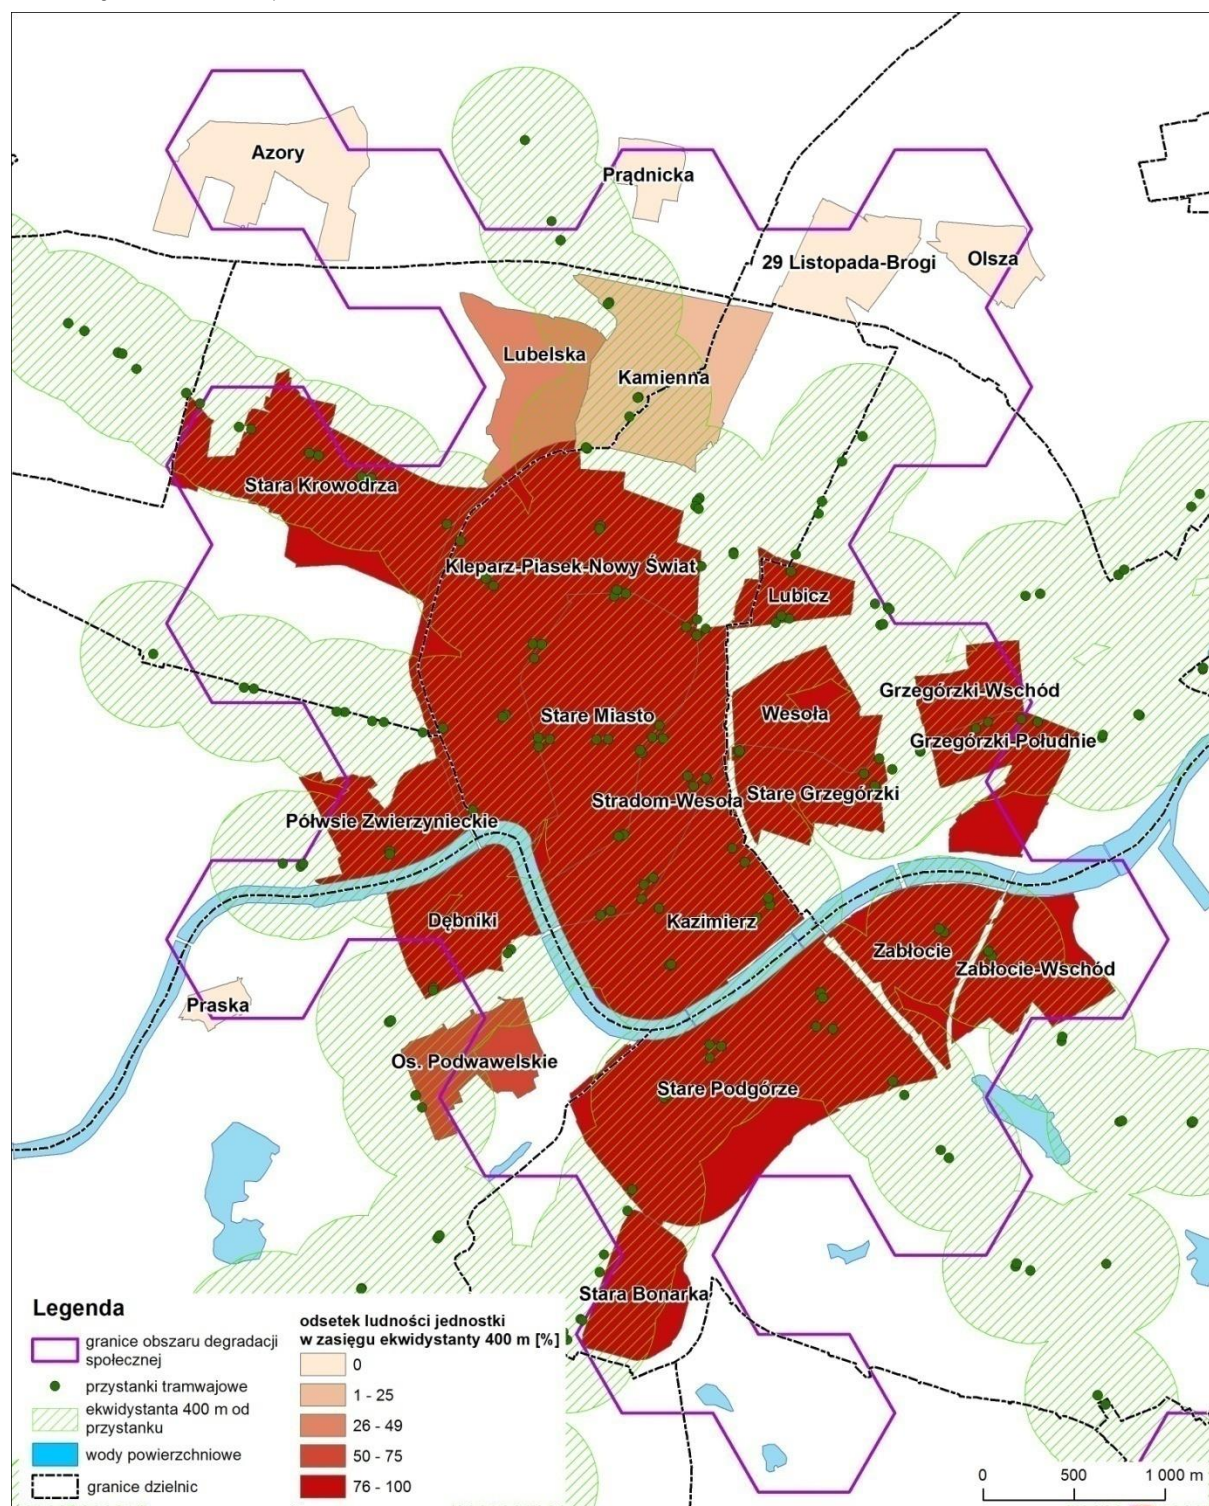 Azory
Prądnicka
29 Listopada-Brogi
Olsza
Lubelska
Kamienna
Stara Krowodrza
Kleparz-Piasek-Nowy Świat
Lubicz
Grzegórzki-Wschód
Stare Miasto
Wesoła
Grzegórzki-Południe
Stradom-Wesoła
Stare Grzegórzki
Półwsie Zwierzynieckie
Dębniki
Kazimierz
Zabłocie
Zabłocie-Wschód
Praska
Os. Podwawelskie
Stare Podgórze
Stara Bonarka
Legenda
granice obszaru degradacji
społecznej
przystanki tramwajowe
ekwidystanta 400 m od
przystanku
wody powierzchniowe
granice dzielnic
odsetek ludności jednostki
w zasięgu ekwidystanty 400 m [%]
0
1 - 25
26 - 49
50 - 75
76 - 100
0 500 1 000 m